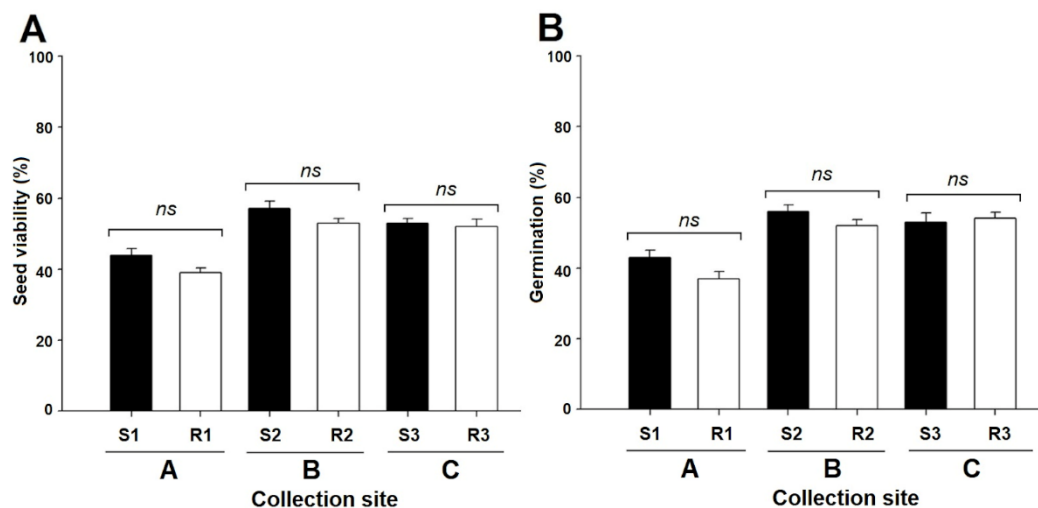 A
Seed viability (%)
100
80
60
40
20
0
ns
ns
ns
S1 R1 S2 R2 S3 R3
A B C
Collection site
B
Germination (%)
100
80
60
40
20
0
ns
ns
ns
S1 R1 S2 R2 S3 R3
A B C
Collection site